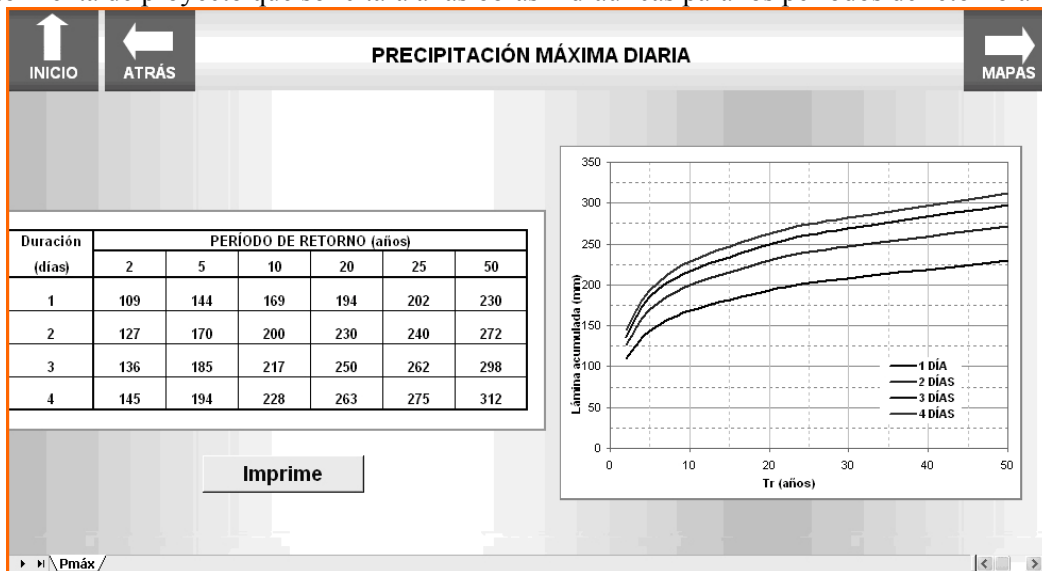 PRECIPITACIÓN MÁXIMA DIARIA
INICIO
ATRÁS
MAPAS
Duración PERÍODO DE RETORNO (años)
(días) 2 5 10 20 25 50
1 109 144 169 194 202 230
2 127 170 200 230 240 272
3 136 185 217 250 262 298
4 145 194 228 263 275 312
Imprime
Lámina acumulada (mm)
350
300
250
200
150
100
50
0
0 10 20 30 40 50
Tr (años)
1 DÍA
2 DÍAS
3 DÍAS
4 DÍAS
Pmáx